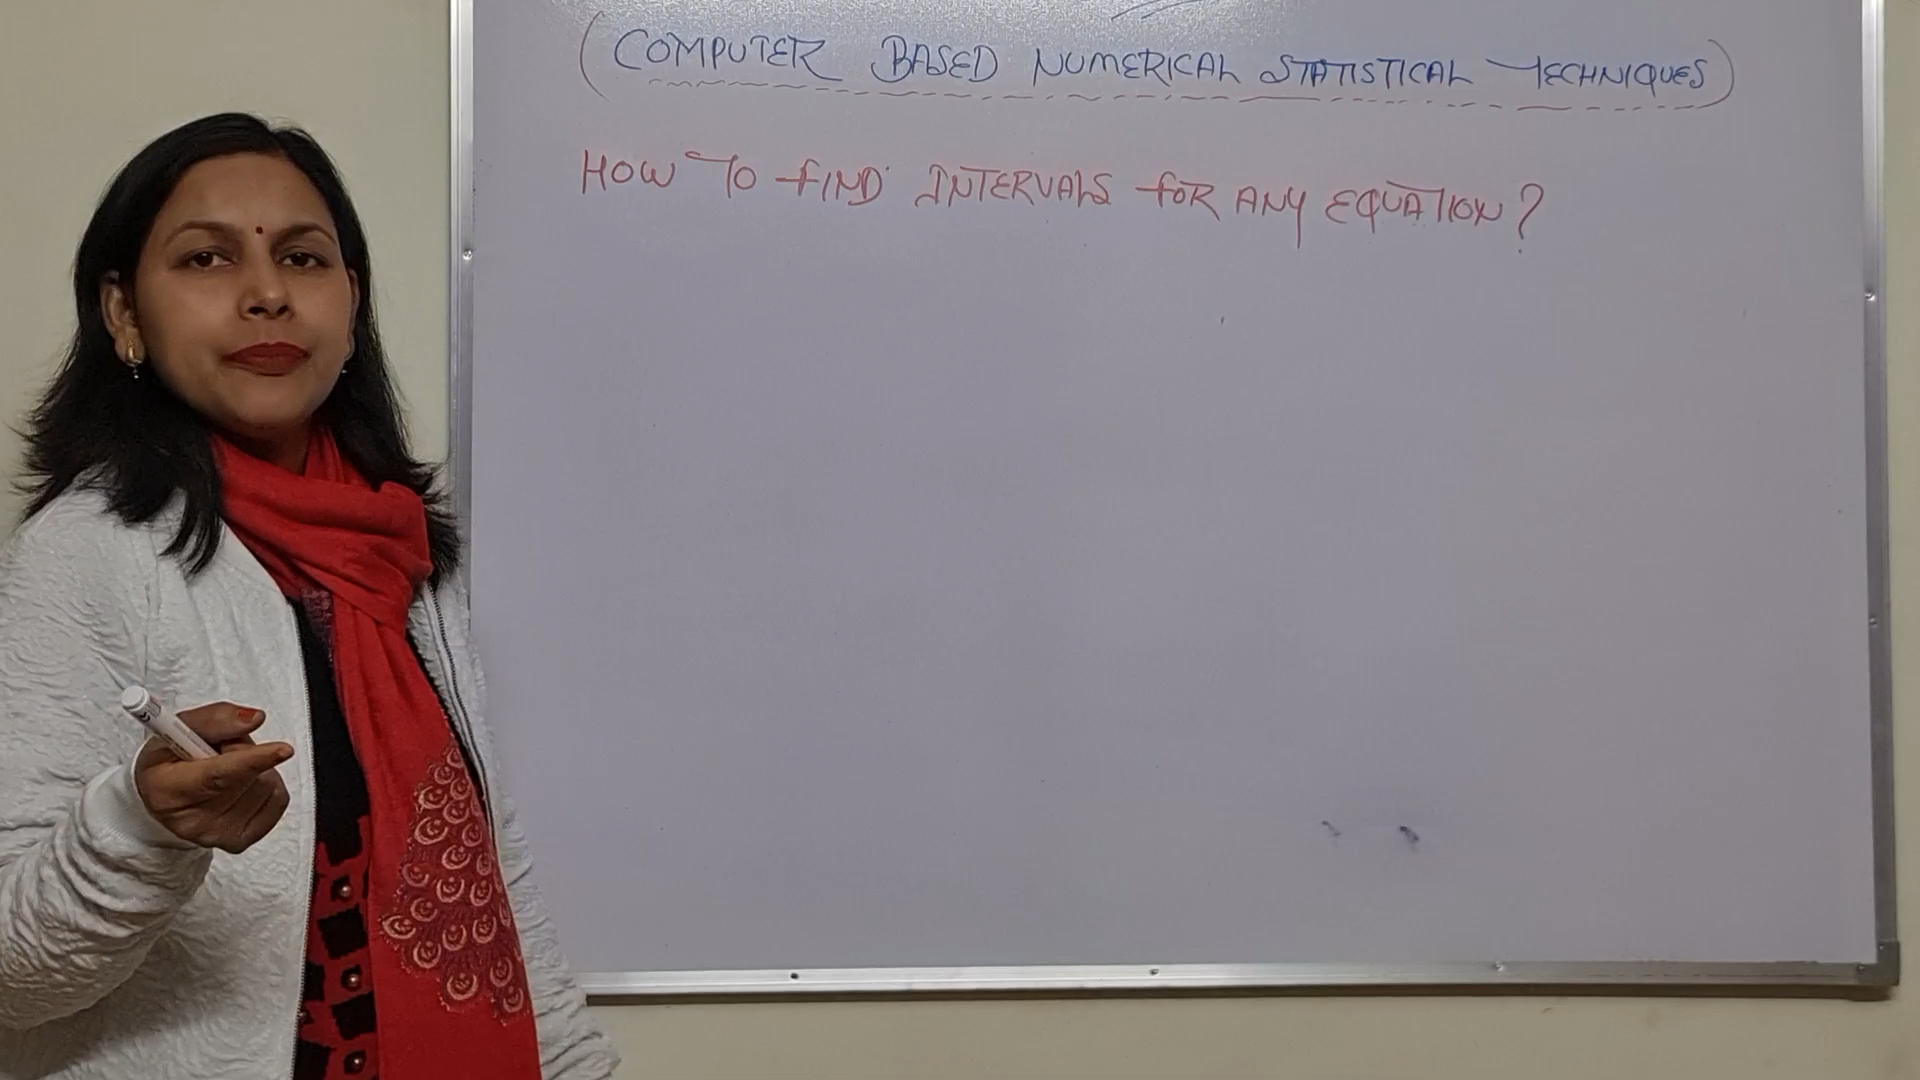 (COMPUTER BASED NUMERICAL STATISTICAL TECHNIQUES)
HOW TO FIND INTERVALS FOR ANY EQUATION?